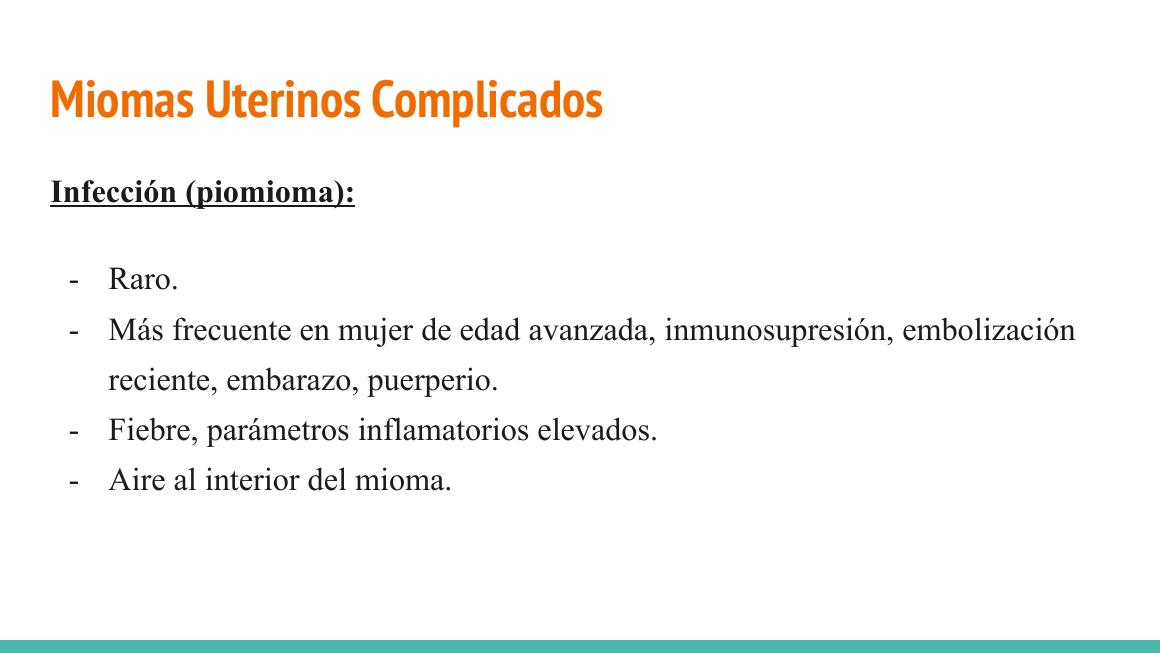 Miomas Uterinos Complicados
Infección (piomioma):
- Raro.
- Más frecuente en mujer de edad avanzada, inmunosupresión, embolización
reciente, embarazo, puerperio.
- Fiebre, parámetros inflamatorios elevados.
- Aire al interior del mioma.